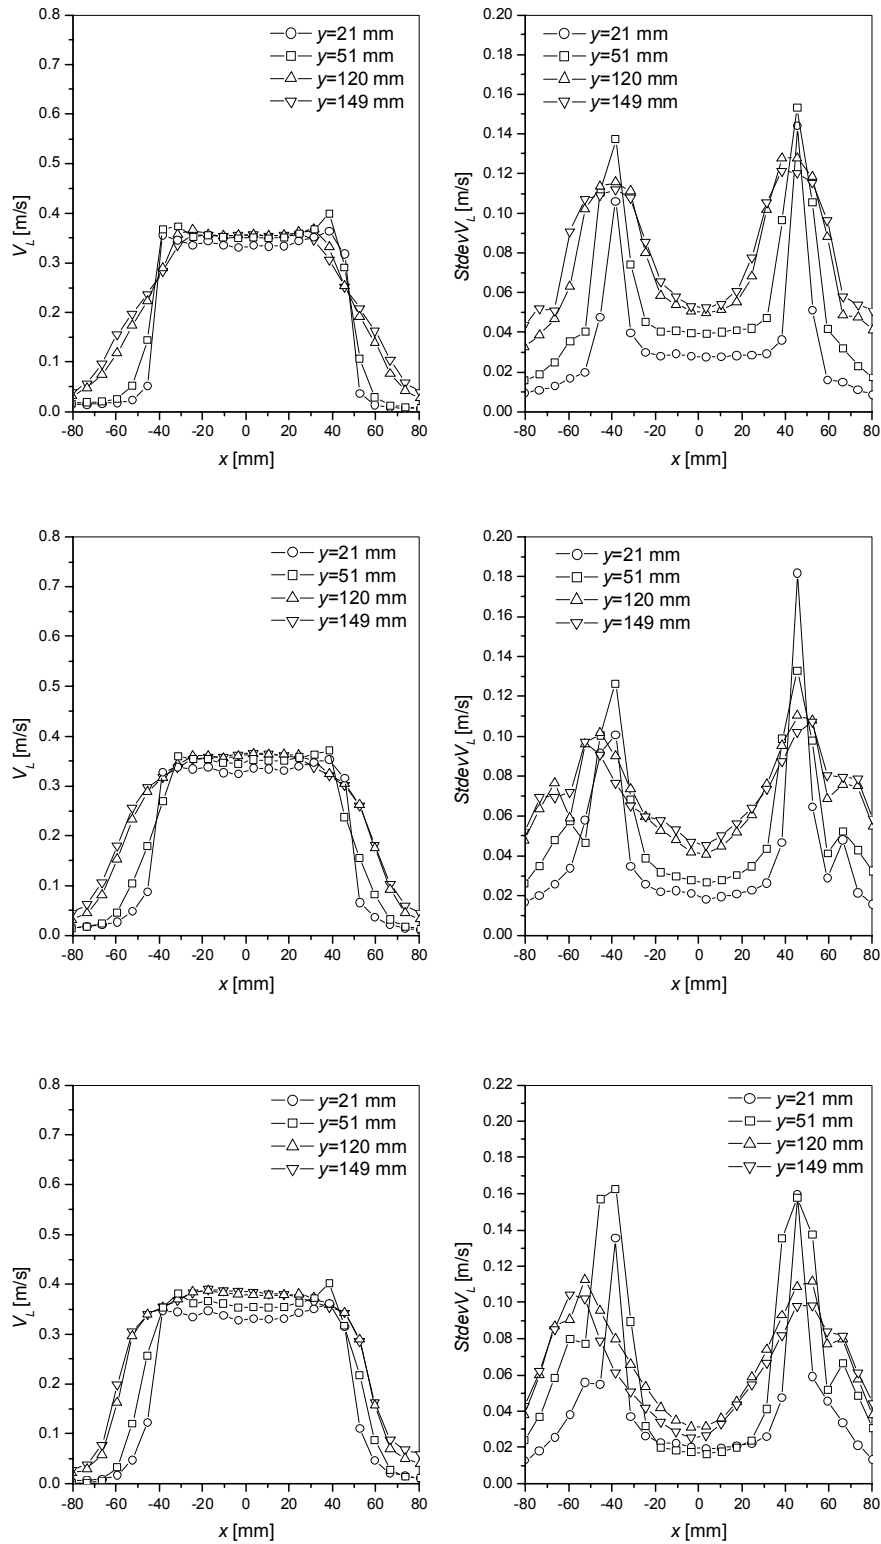 0.8
0.7
0.6
0.5
0.4
0.3
0.2
0.1
0.0
V_L [m/s]
y=21 mm
y=51 mm
y=120 mm
y=149 mm
-80 -60 -40 -20 0 20 40 60 80
x [mm]
0.20
0.18
0.16
0.14
0.12
0.10
0.08
0.06
0.04
0.02
0.00
StdevV_L [m/s]
y=21 mm
y=51 mm
y=120 mm
y=149 mm
-80 -60 -40 -20 0 20 40 60 80
x [mm]
0.8
0.7
0.6
0.5
0.4
0.3
0.2
0.1
0.0
V_L [m/s]
y=21 mm
y=51 mm
y=120 mm
y=149 mm
-80 -60 -40 -20 0 20 40 60 80
x [mm]
0.20
0.18
0.16
0.14
0.12
0.10
0.08
0.06
0.04
0.02
0.00
StdevV_L [m/s]
y=21 mm
y=51 mm
y=120 mm
y=149 mm
-80 -60 -40 -20 0 20 40 60 80
x [mm]
0.8
0.7
0.6
0.5
0.4
0.3
0.2
0.1
0.0
V_L [m/s]
y=21 mm
y=51 mm
y=120 mm
y=149 mm
-80 -60 -40 -20 0 20 40 60 80
x [mm]
0.22
0.20
0.18
0.16
0.14
0.12
0.10
0.08
0.06
0.04
0.02
0.00
StdevV_L [m/s]
y=21 mm
y=51 mm
y=120 mm
y=149 mm
-80 -60 -40 -20 0 20 40 60 80
x [mm]